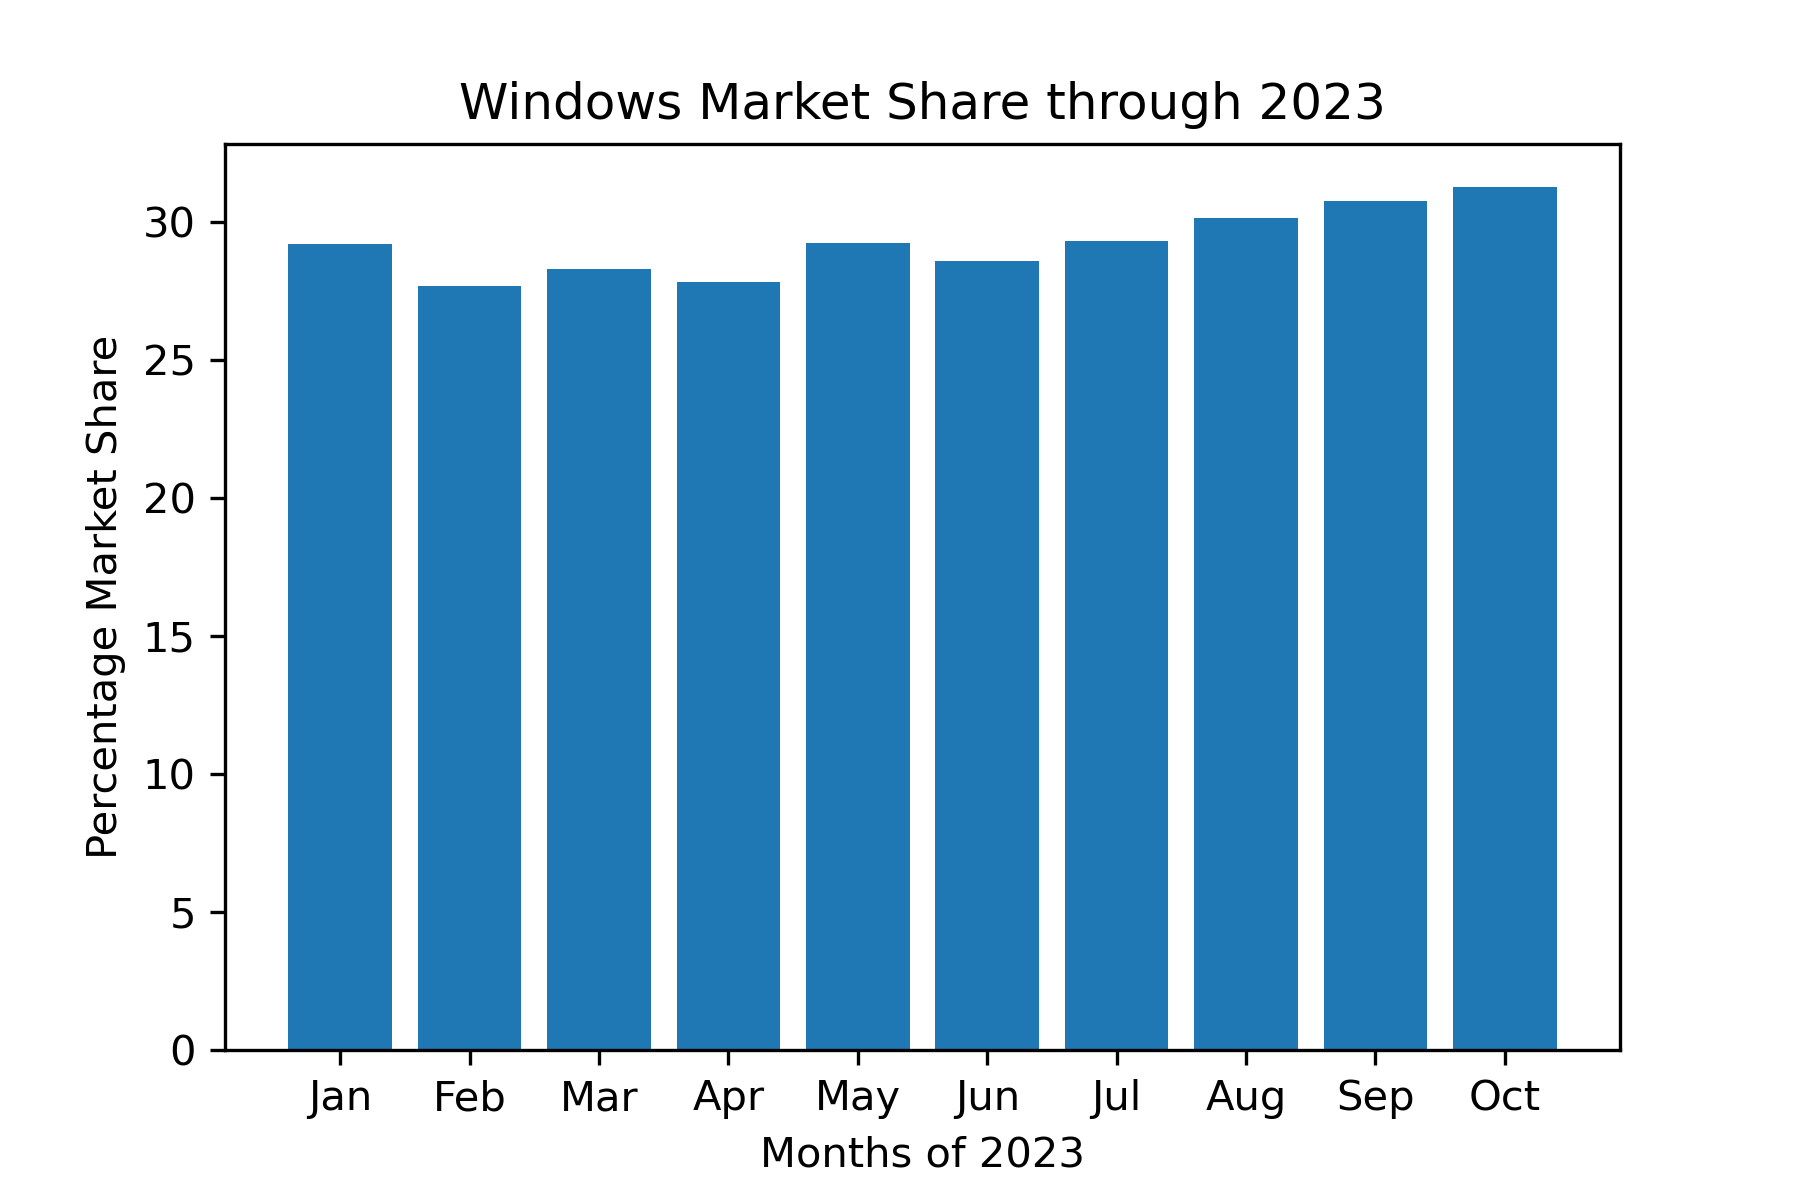 Windows Market Share through 2023
Percentage Market Share
30
25
20
15
10
5
0
Jan Feb Mar Apr May Jun Jul Aug Sep Oct
Months of 2023